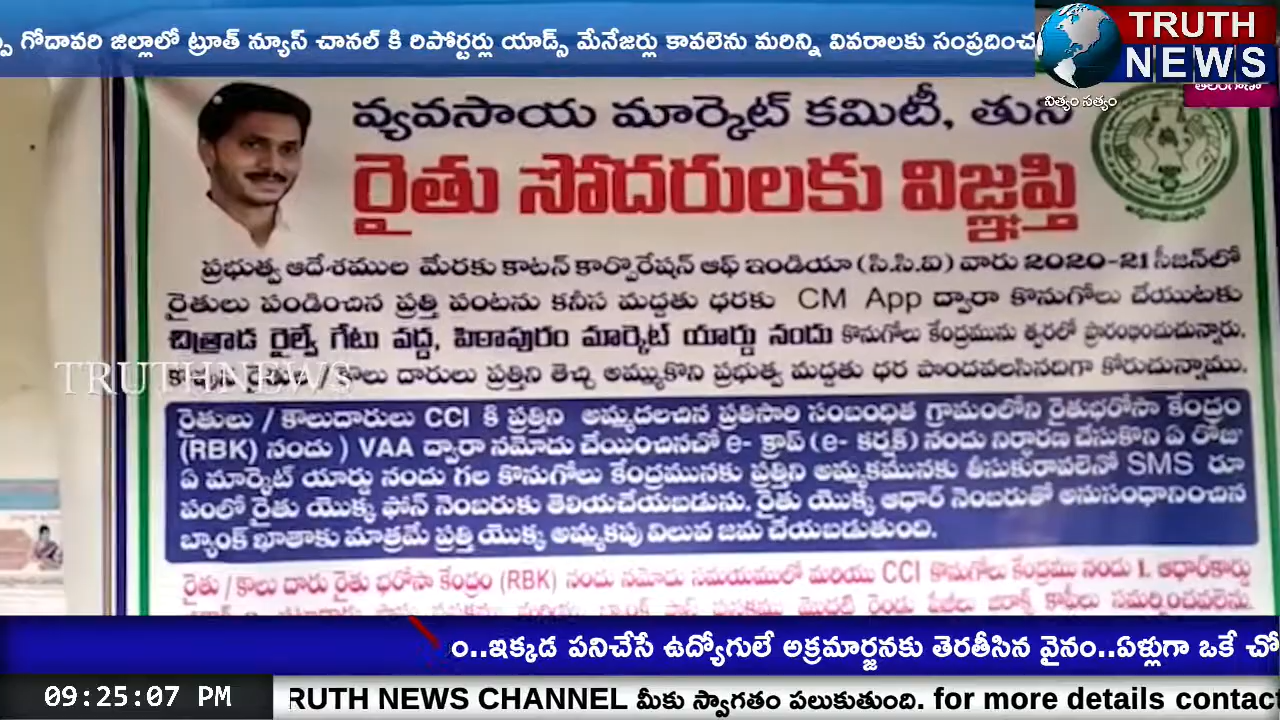 గోదావరి జిల్లాలో ట్రూత్ న్యూస్ చానల్ కి రిపోర్టర్లు యాడ్స్ మేనేజర్లు కావలెను మరిన్ని వివరాలకు సంప్రదించ
TRUTH
NEWS
నిత్యం సత్యం
తెలంగాణా
వ్యవసాయ మార్కెట్ కమిటీ, తుని
రైతు సోదరులకు విజ్ఞప్తి
ప్రభుత్వ ఆదేశముల మేరకు కాటన్ కార్పొరేషన్ ఆఫ్ ఇండియా (సి.సి.ఐ) వారు 2020-21 సీజన్‌లో
రైతులు పండించిన ప్రత్తి పంటను కనీస మద్దతు ధరకు CM App ద్వారా కొనుగోలు చేయుటకు
చిత్రాడ రైల్వే గేటు వద్ద, పిఠాపురం మార్కెట్ యార్డు నందు కొనుగోలు కేంద్రమును త్వరలో ప్రారంభించుచున్నారు.
TRUTHNEWS
/ కౌలు దారులు ప్రత్తిని తెచ్చి అమ్ముకొని ప్రభుత్వ మద్దతు ధర పొందవలసినదిగా కోరుచున్నాము.
రైతులు / కౌలుదారులు CCI కి ప్రత్తిని అమ్మదలచిన ప్రతిసారి సంబంధిత గ్రామంలోని రైతుభరోసా కేంద్రం
(RBK) నందు ) VAA ద్వారా నమోదు చేయించినచో e- క్రాప్ (e- కర్షక్) నందు నిర్ధారణ చేసుకొని ఏ రోజు
ఏ మార్కెట్ యార్డు నందు గల కొనుగోలు కేంద్రమునకు ప్రత్తిని అమ్మకమునకు తీసుకురావలెనో SMS రూ
పంలో రైతు యొక్క ఫోన్ నెంబరుకు తెలియచేయబడును. రైతు యొక్క ఆధార్ నెంబరుతో అనుసంధానించిన
బ్యాంక్ ఖాతాకు మాత్రమే ప్రత్తి యొక్క అమ్మకపు విలువ జమ చేయబడుతుంది.
రైతు / కౌలు దారు రైతు భరోసా కేంద్రం (RBK) నందు నమోదు సమయములో మరియు CCI కొనుగోలు కేంద్రము నందు 1. ఆధార్‌కార్డు
ం..ఇక్కడ పనిచేసే ఉద్యోగులే అక్రమార్జనకు తెరతీసిన వైనం..ఏళ్లుగా ఒకే చో
09:25:07 PM
RUTH NEWS CHANNEL మీకు స్వాగతం పలుకుతుంది. for more details contact